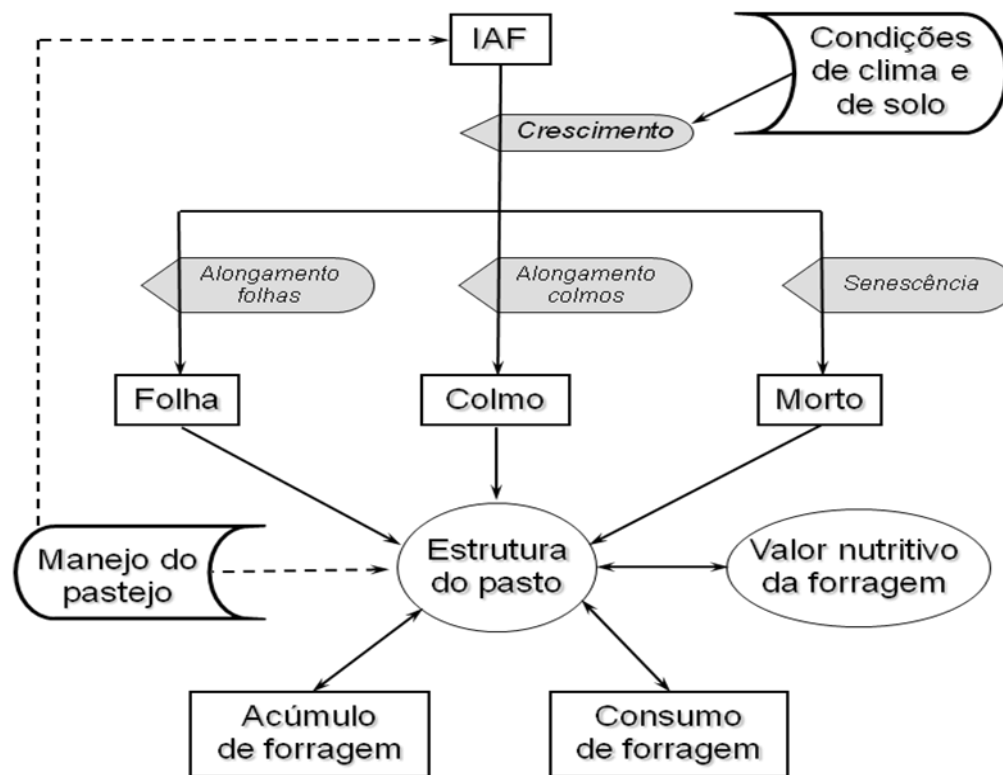 IAF
Condições
de clima e
de solo
Crescimento
Alongamento
folhas
Alongamento
colmos
Senescência
Folha
Colmo
Morto
Manejo do
pastejo
Estrutura
do pasto
Valor nutritivo
da forragem
Acúmulo
de forragem
Consumo
de forragem